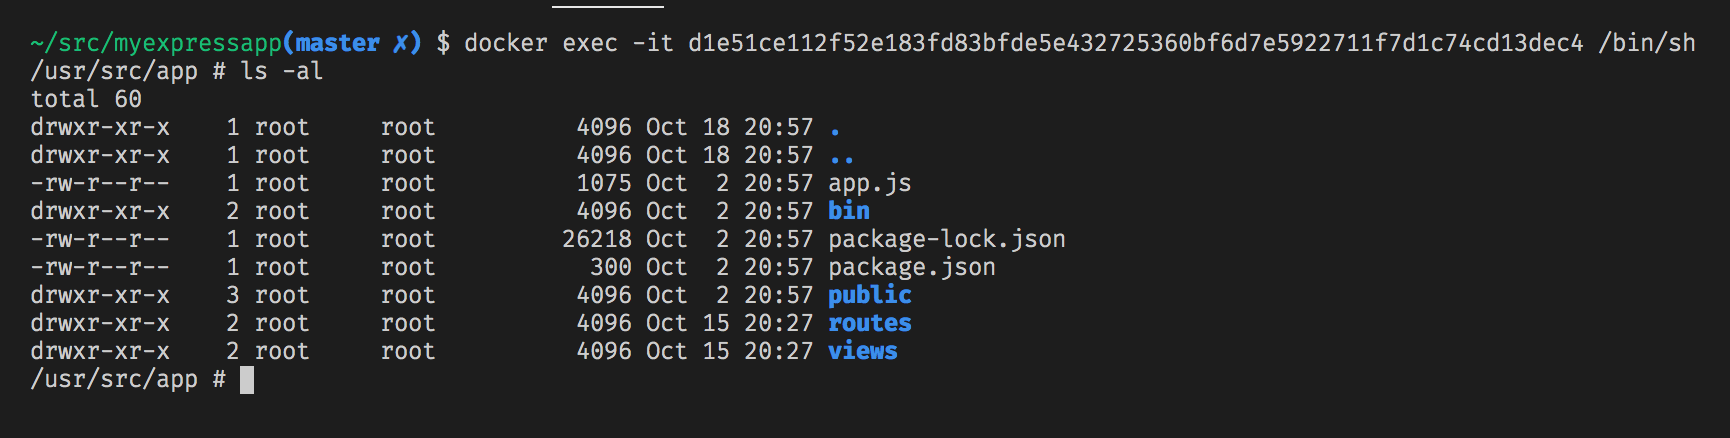 ~/src/myexpressapp(master ✗) $ docker exec -it d1e51ce112f52e183fd83bfde5e432725360bf6d7e5922711f7d1c74cd13dec4 /bin/sh
/usr/src/app # ls -al
total 60
drwxr-xr-x    1 root     root          4096 Oct 18 20:57 .
drwxr-xr-x    1 root     root          4096 Oct 18 20:57 ..
-rw-r--r--    1 root     root          1075 Oct  2 20:57 app.js
drwxr-xr-x    2 root     root          4096 Oct  2 20:57 bin
-rw-r--r--    1 root     root         26218 Oct  2 20:57 package-lock.json
-rw-r--r--    1 root     root           300 Oct  2 20:57 package.json
drwxr-xr-x    3 root     root          4096 Oct  2 20:57 public
drwxr-xr-x    2 root     root          4096 Oct 15 20:27 routes
drwxr-xr-x    2 root     root          4096 Oct 15 20:27 views
/usr/src/app #